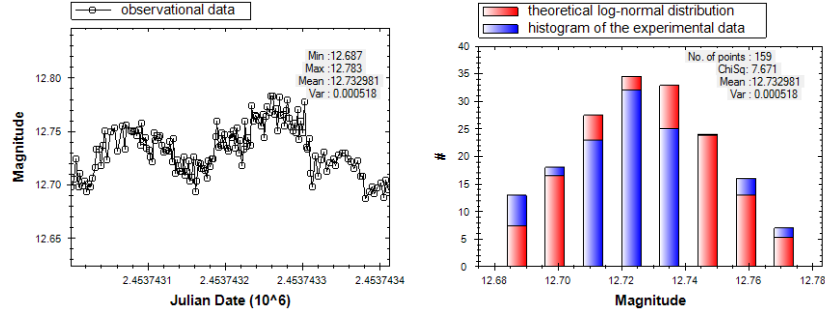 observational data
Min : 12.687
Max : 12.783
Mean : 12.732981
Var : 0.000518
12.80
12.75
12.70
12.65
Magnitude
2.4537431
2.4537432
2.4537433
2.4537434
Julian Date (10^6)
theoretical log-normal distribution
histogram of the experimental data
No. of points : 159
ChiSq : 7.671
Mean : 12.732981
Var : 0.000518
40
35
30
25
20
15
10
5
0
#
12.68
12.70
12.72
12.74
12.76
12.78
Magnitude